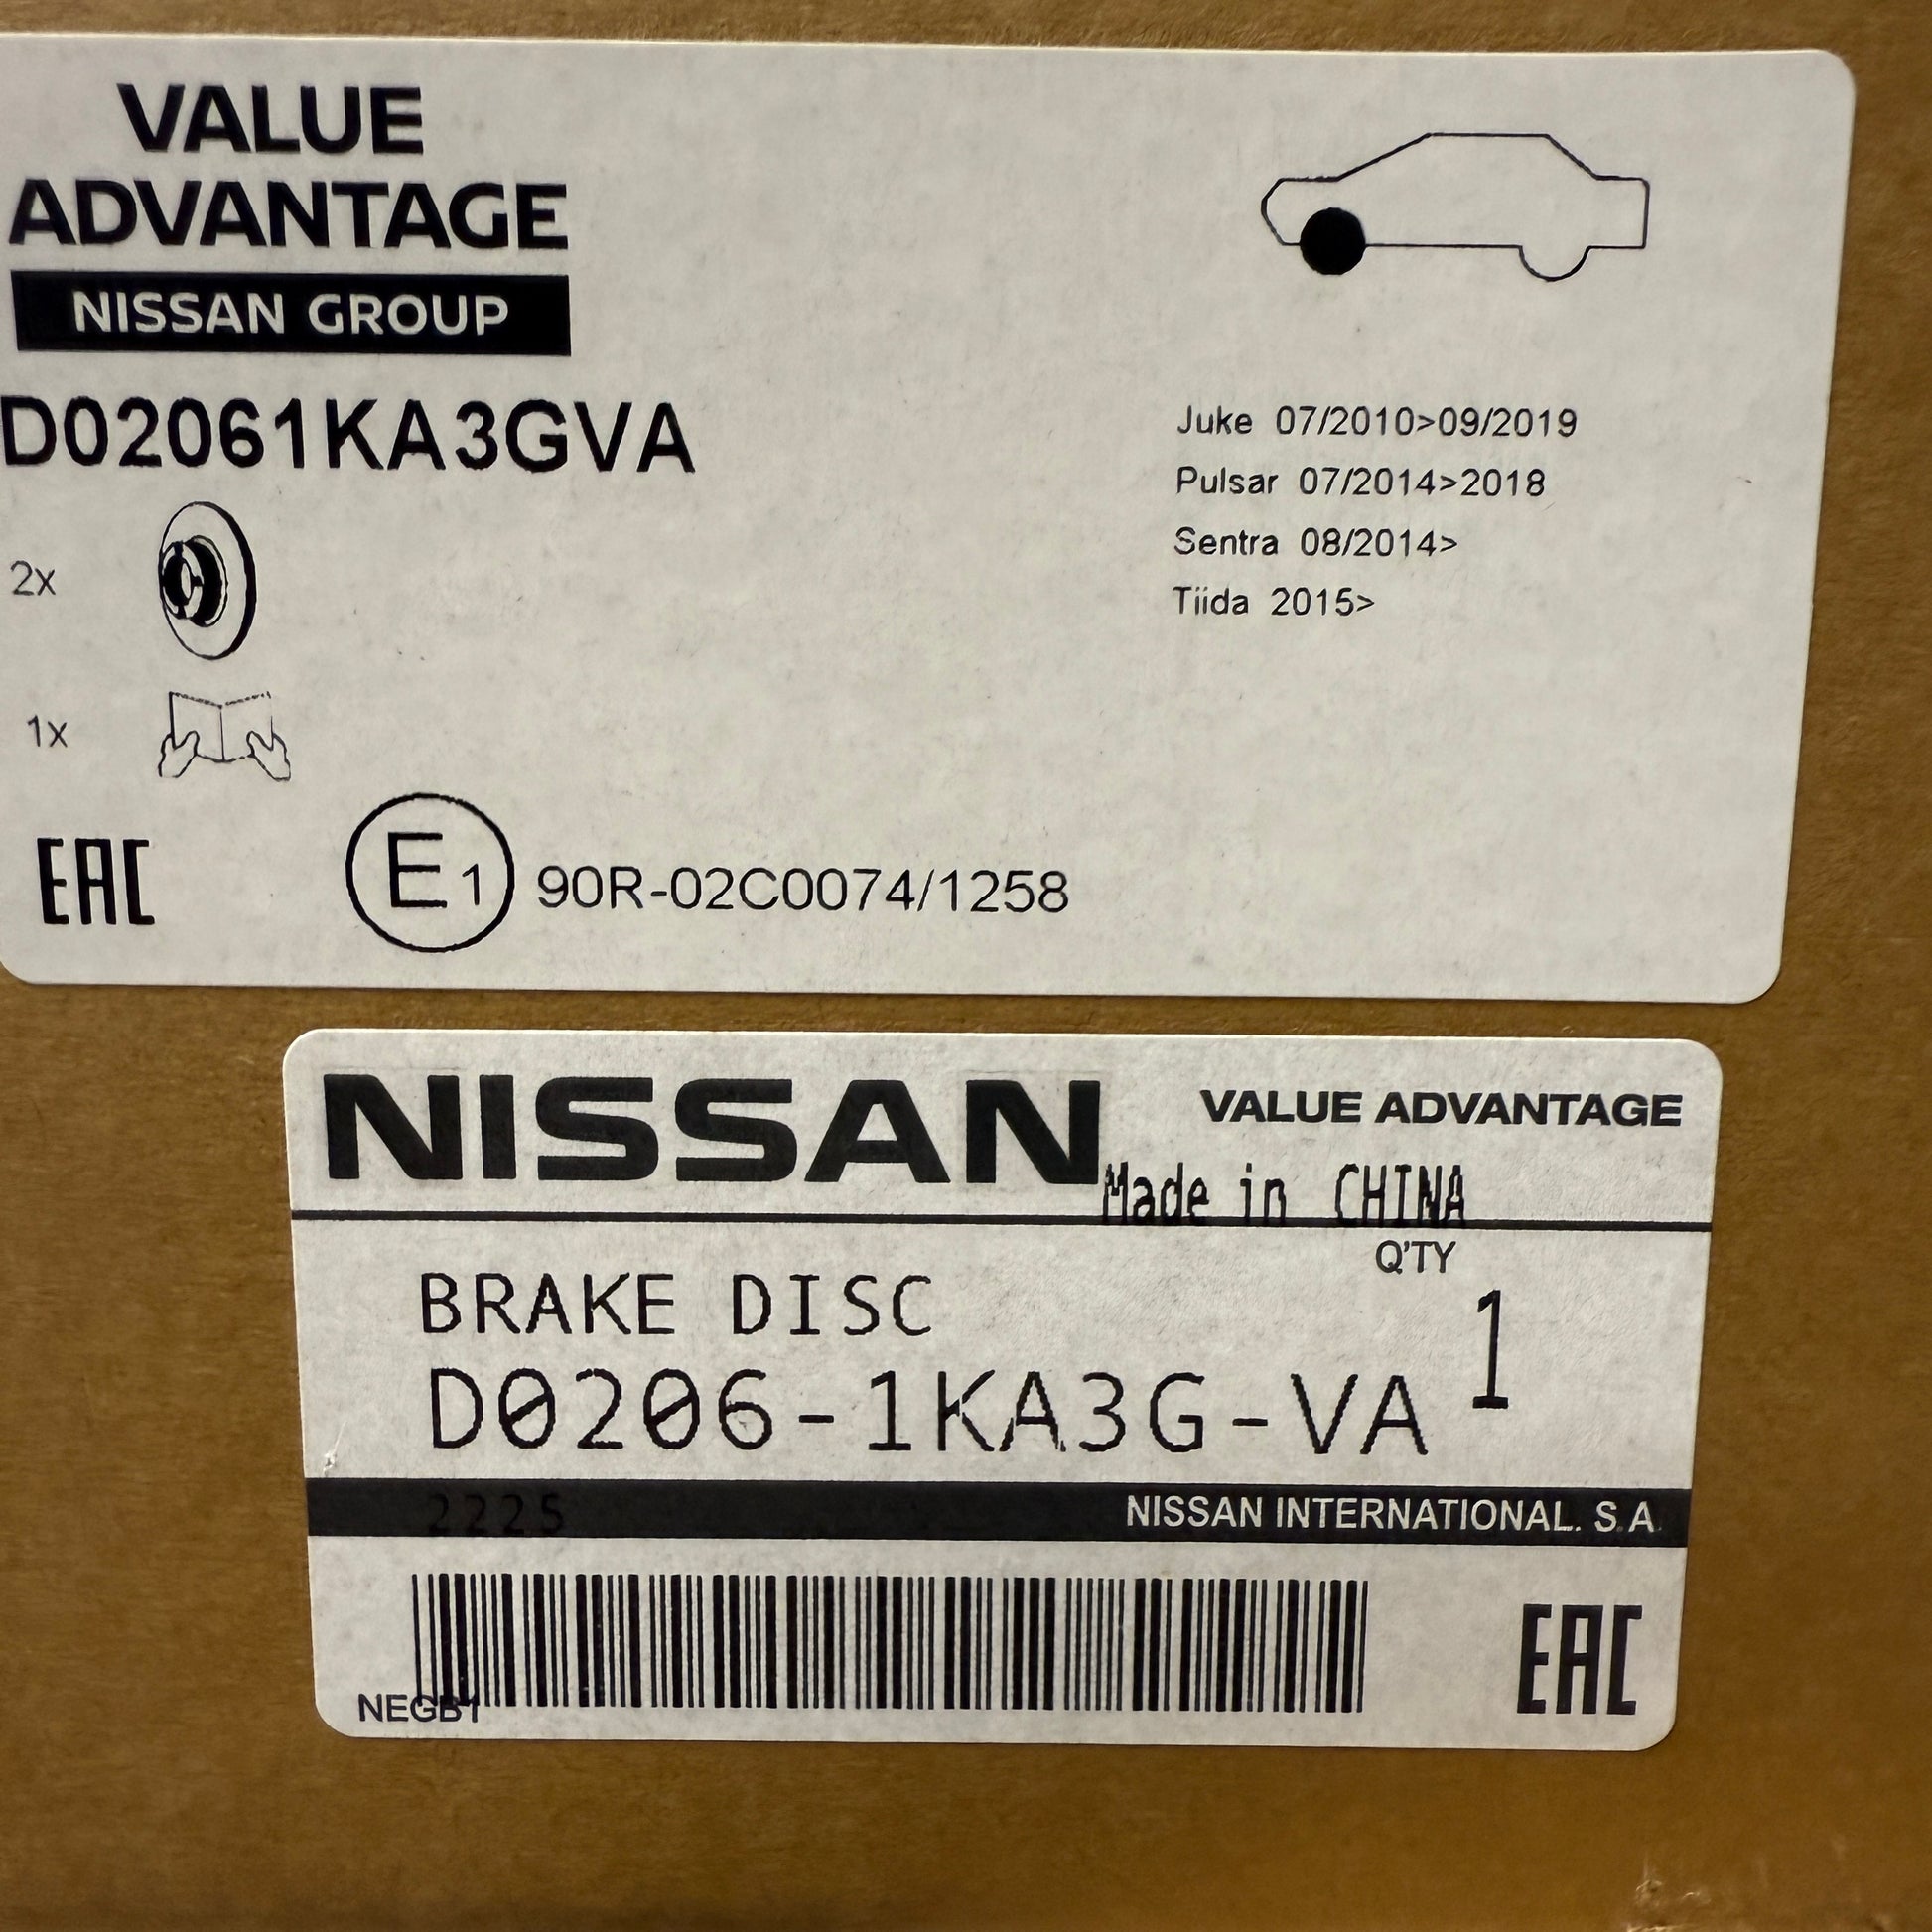 VALUE
ADVANTAGE
NISSAN GROUP
D02061KA3GVA
2x
1x
EAC
E1 90R-02C0074/1258
Juke 07/2010>09/2019
Pulsar 07/2014>2018
Sentra 08/2014>
Tiida 2015>
NISSAN VALUE ADVANTAGE
Made in CHINA
Q'TY
BRAKE DISC
1
D0206-1KA3G-VA
2225 NISSAN INTERNATIONAL. S.A.
NEGB1
EAC